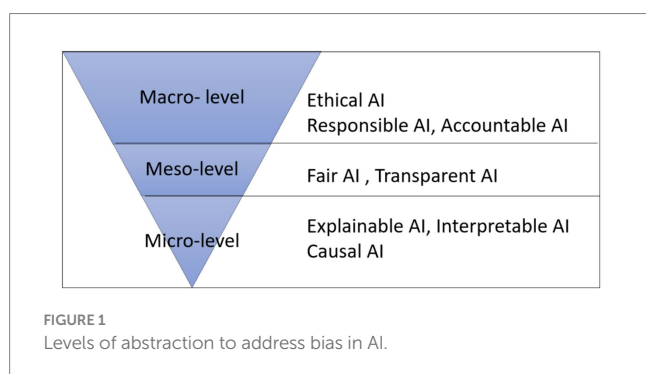 Macro- level
Ethical AI
Responsible AI, Accountable AI
Meso-level
Fair AI , Transparent AI
Micro-level
Explainable AI, Interpretable AI
Causal AI
FIGURE 1
Levels of abstraction to address bias in AI.